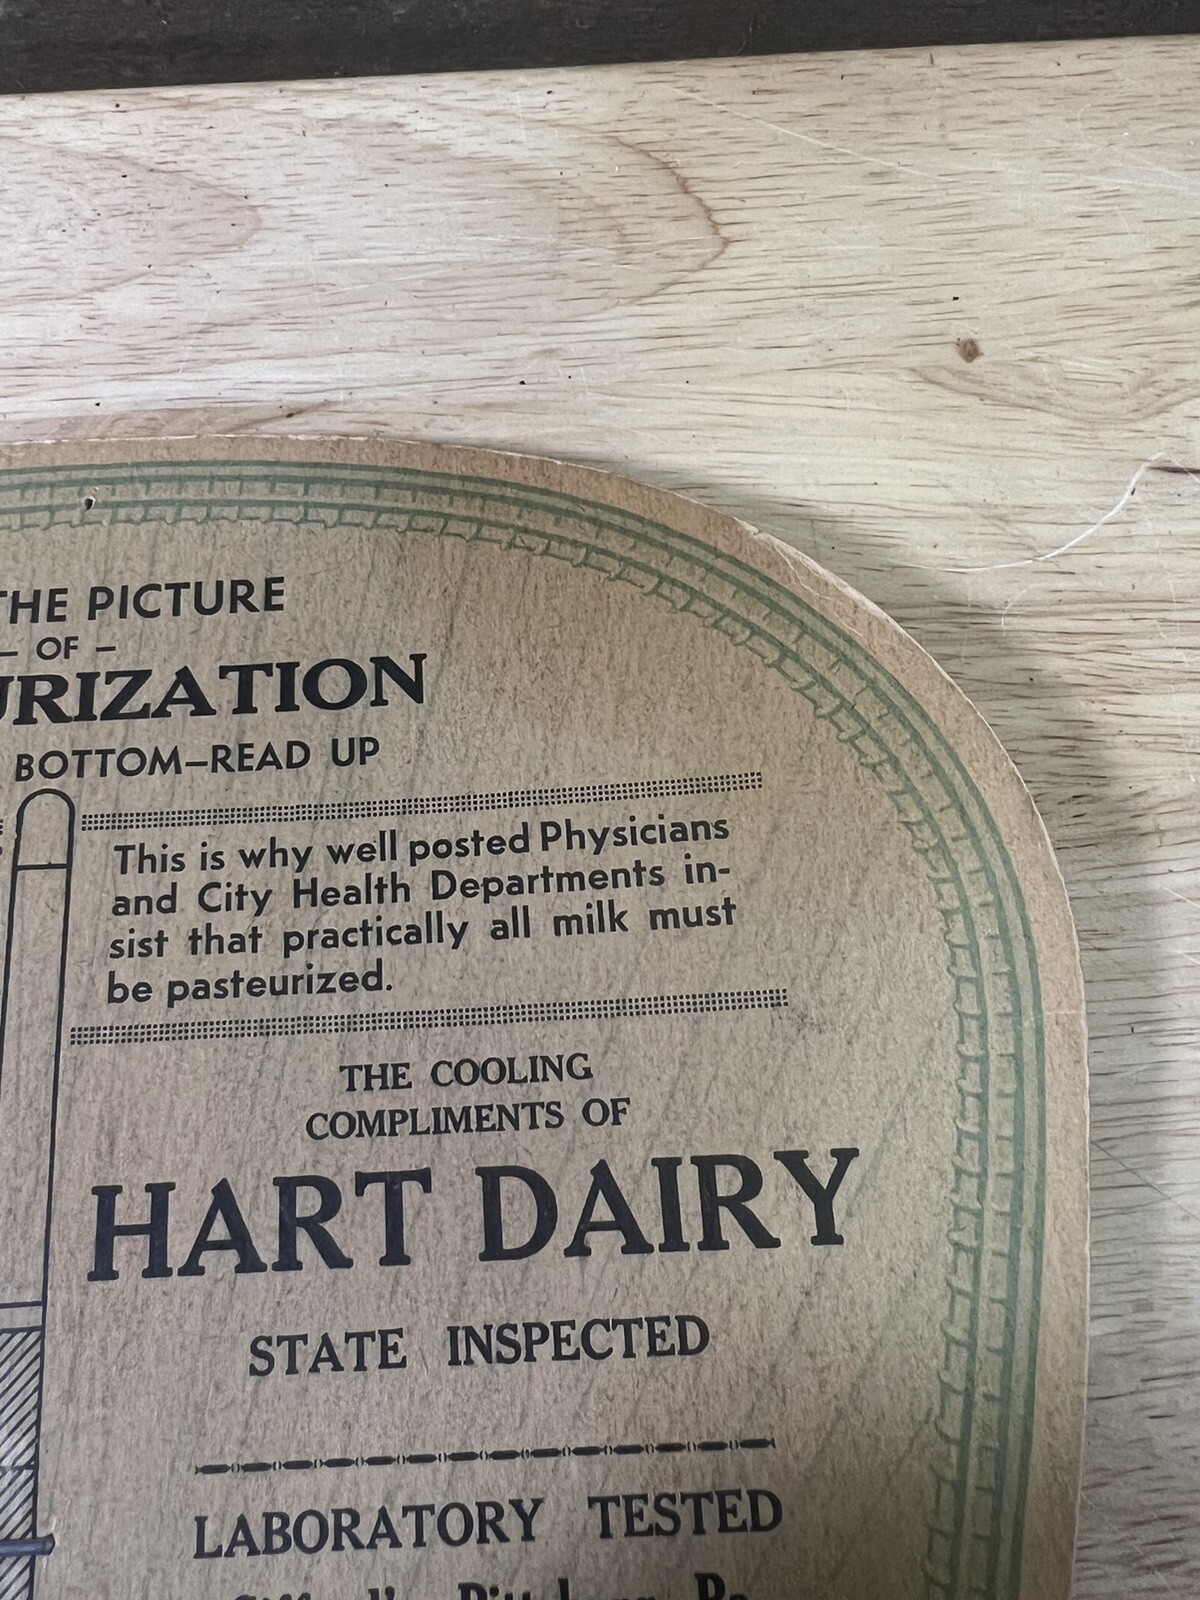 THE PICTURE
– OF –
URIZATION
BOTTOM–READ UP
This is why well posted Physicians
and City Health Departments in-
sist that practically all milk must
be pasteurized.
THE COOLING
COMPLIMENTS OF
HART DAIRY
STATE INSPECTED
LABORATORY TESTED